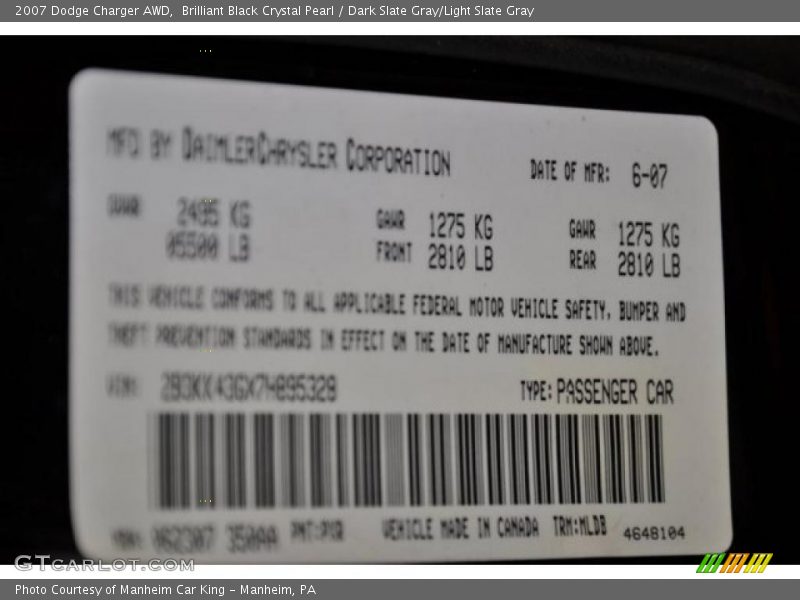 2007 Dodge Charger AWD,  Brilliant Black Crystal Pearl / Dark Slate Gray/Light Slate Gray
MFD BY DAIMLERCHRYSLER CORPORATION
DATE OF MFR: 6-07
GVWR 2495 KG
05500 LB
GAWR FRONT 1275 KG
2810 LB
GAWR REAR 1275 KG
2810 LB
THIS VEHICLE CONFORMS TO ALL APPLICABLE FEDERAL MOTOR VEHICLE SAFETY, BUMPER AND
THEFT PREVENTION STANDARDS IN EFFECT ON THE DATE OF MANUFACTURE SHOWN ABOVE.
VIN: 2B3KK43GX7H895328 TYPE: PASSENGER CAR
PNT:PXR VEHICLE MADE IN CANADA TRM:MLDB 4648104
GTCARLOT.COM
Photo Courtesy of Manheim Car King – Manheim, PA